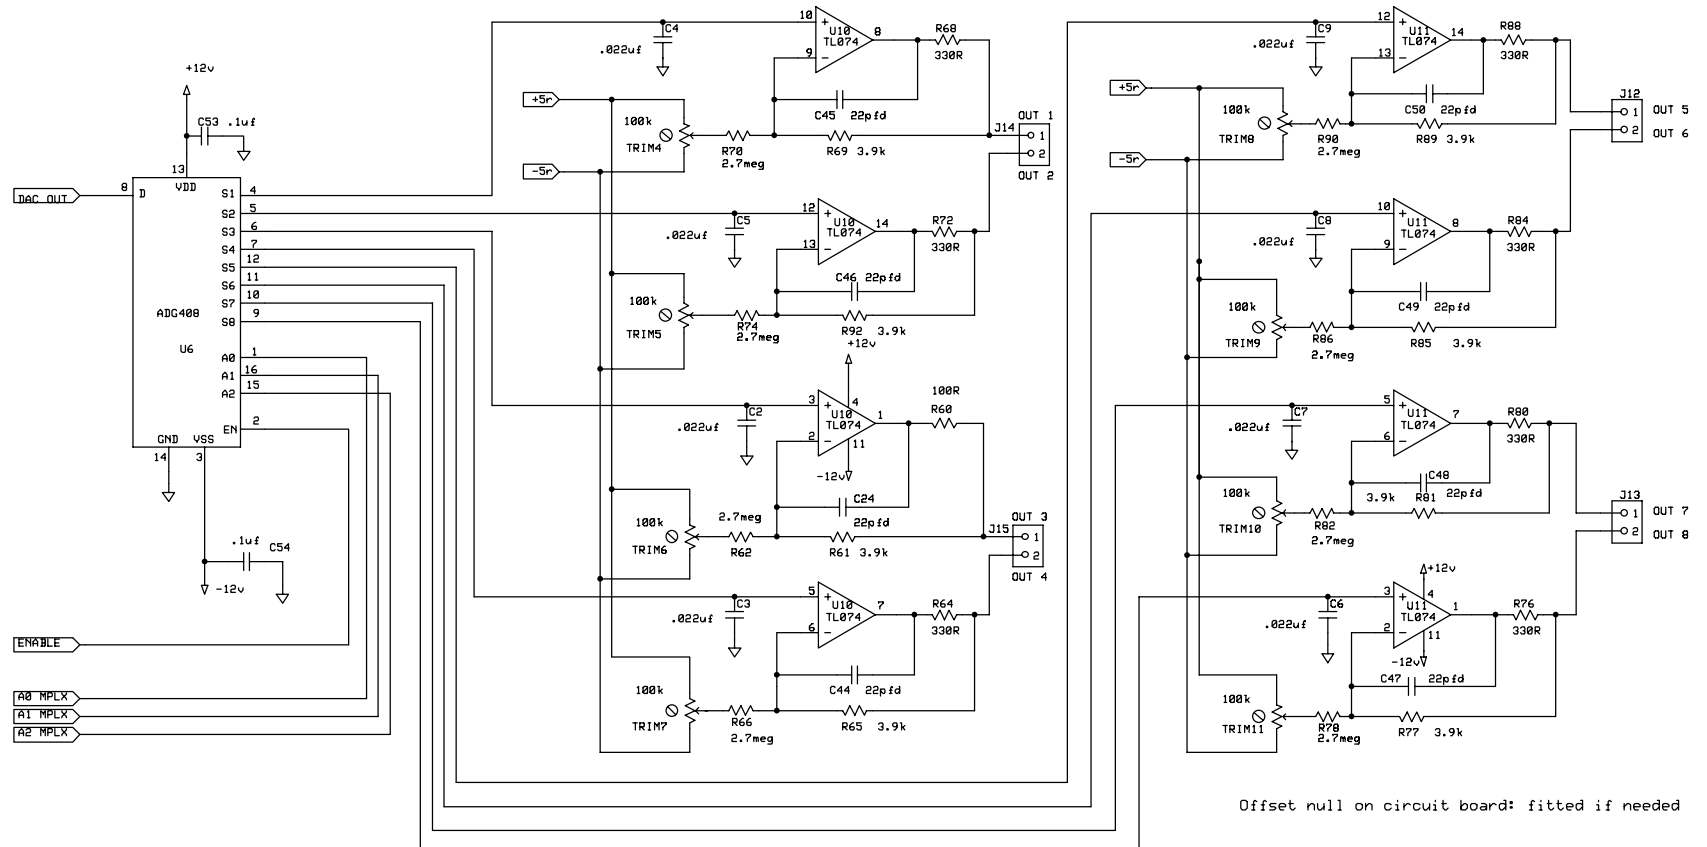 +12v
C53 .1uf
13
VDD
8
D
DAC OUT
S1 4
S2 5
S3 6
S4 7
S5 12
S6 11
S7 10
S8 9
ADG408
U6
A0 1
A1 16
A2 15
EN 2
GND VSS
14 3
.1uf C54
-12v
ENABLE
A0 MPLX
A1 MPLX
A2 MPLX
C4
.022uf
10 +
9 -
U10
TL074
8
R68
330R
+5r
-5r
100k
TRIM4
R70
2.7meg
C45 22pfd
R69 3.9k
J14
OUT 1
1
2
OUT 2
C5
.022uf
12 +
13 -
U10
TL074
14
R72
330R
100k
TRIM5
R74
2.7meg
C46 22pfd
R92 3.9k
+12v
C2
.022uf
3 +
2 -
4
U10
TL074
11
-12v
1
100R
R60
100k
TRIM6
2.7meg
R62
C24
22pfd
R61 3.9k
J15
OUT 3
1
2
OUT 4
C3
.022uf
5 +
6 -
U10
TL074
7
R64
330R
100k
TRIM7
R66
2.7meg
C44 22pfd
R65 3.9k
C9
.022uf
12 +
13 -
U11
TL074
14
R88
330R
+5r
-5r
100k
TRIM8
R90
2.7meg
C50 22pfd
R89 3.9k
J12
1 OUT 5
2 OUT 6
C8
.022uf
10 +
9 -
U11
TL074
8
R84
330R
100k
TRIM9
R86
2.7meg
C49 22pfd
R85 3.9k
C7
.022uf
5 +
6 -
U11
TL074
7
R80
330R
100k
TRIM10
R82
2.7meg
C48
22pfd
3.9k R81
J13
1 OUT 7
2 OUT 8
+12v
C6
.022uf
3 +
2 -
4
U11
TL074
11
-12v
1
R76
330R
100k
TRIM11
R78
2.7meg
C47 22pfd
R77 3.9k
Offset null on circuit board: fitted if needed